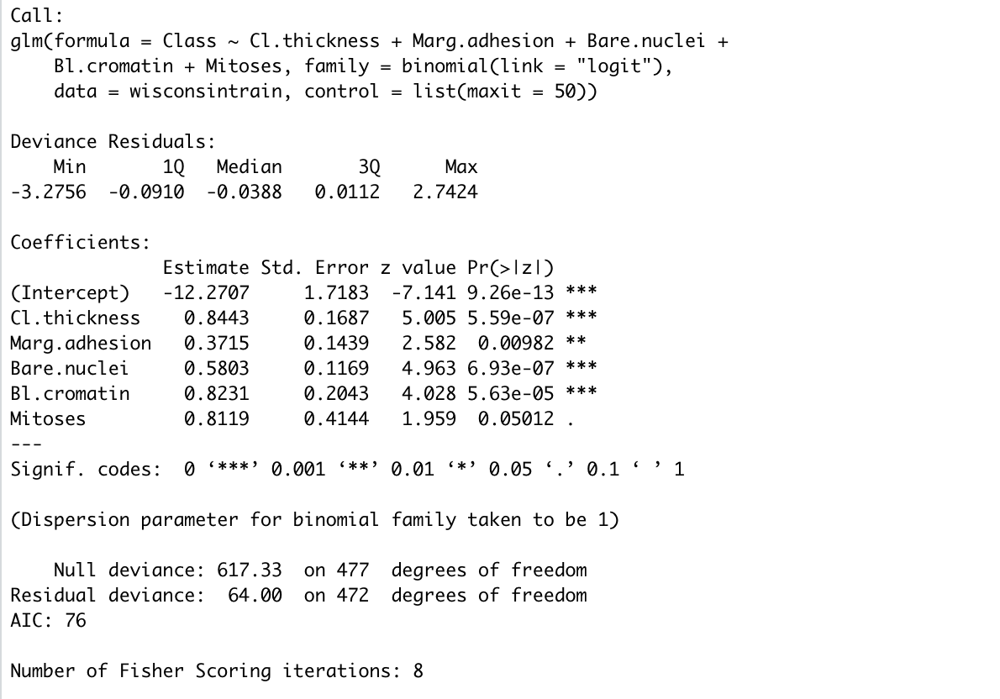 Call:
glm(formula = Class ~ Cl.thickness + Marg.adhesion + Bare.nuclei +
    Bl.cromatin + Mitoses, family = binomial(link = "logit"),
    data = wisconsintrain, control = list(maxit = 50))

Deviance Residuals:
    Min       1Q   Median       3Q      Max
-3.2756  -0.0910  -0.0388   0.0112   2.7424

Coefficients:
              Estimate Std. Error z value Pr(>|z|)
(Intercept)   -12.2707     1.7183  -7.141 9.26e-13 ***
Cl.thickness    0.8443     0.1687   5.005 5.59e-07 ***
Marg.adhesion   0.3715     0.1439   2.582  0.00982 **
Bare.nuclei     0.5803     0.1169   4.963 6.93e-07 ***
Bl.cromatin     0.8231     0.2043   4.028 5.63e-05 ***
Mitoses         0.8119     0.4144   1.959  0.05012 .
---
Signif. codes:  0 ‘***’ 0.001 ‘**’ 0.01 ‘*’ 0.05 ‘.’ 0.1 ‘ ’ 1

(Dispersion parameter for binomial family taken to be 1)

    Null deviance: 617.33  on 477  degrees of freedom
Residual deviance:  64.00  on 472  degrees of freedom
AIC: 76

Number of Fisher Scoring iterations: 8